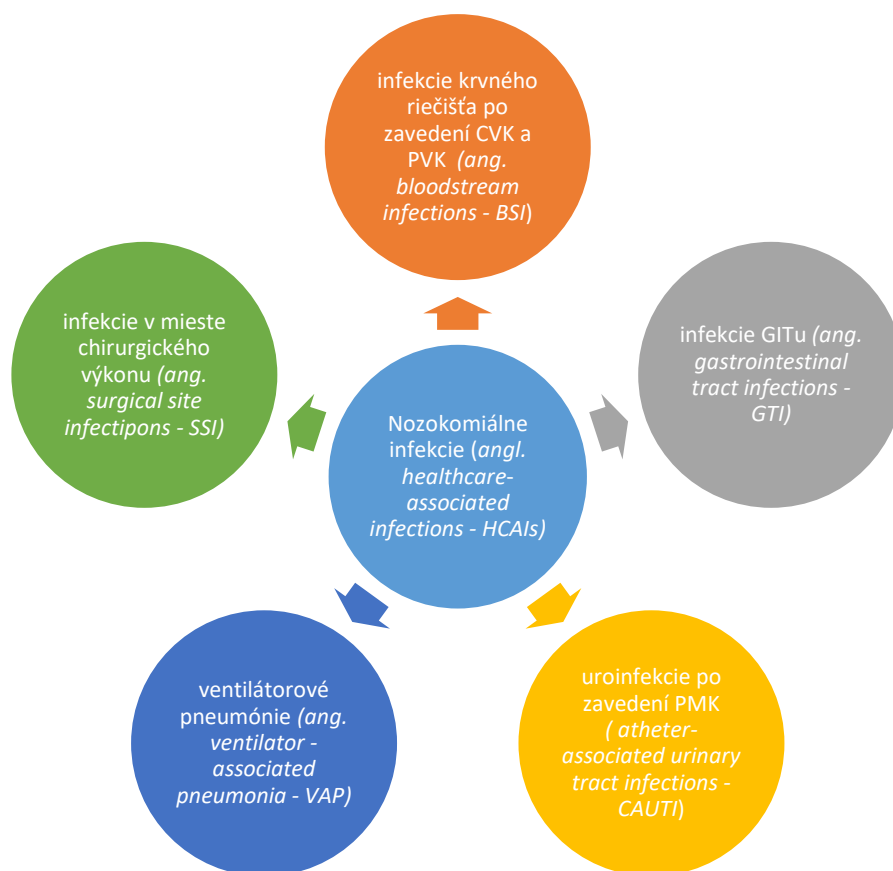 infekcie krvného
riečišťa po
zavedení CVK a
PVK (ang.
bloodstream
infections - BSI)
infekcie v mieste
chirurgického
výkonu (ang.
surgical site
infectipons - SSI)
infekcie GITu (ang.
gastrointestinal
tract infections -
GTI)
Nozokomiálne
infekcie (angl.
healthcare-
associated
infections - HCAIs)
ventilátorové
pneumónie (ang.
ventilator -
associated
pneumonia - VAP)
uroinfekcie po
zavedení PMK
( atheter-
associated urinary
tract infections -
CAUTI)